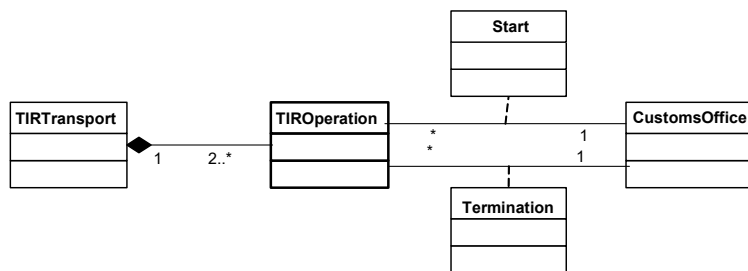 Start
TIRTransport
TIROperation
CustomsOffice
* 1
* 1
1 2..*
Termination